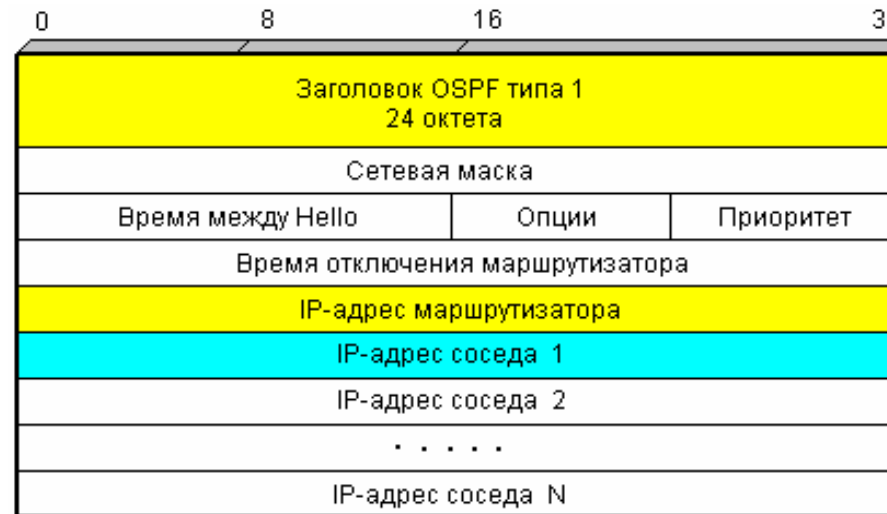 0 8 16 3
Заголовок OSPF типа 1
24 октета
Сетевая маска
Время между Hello Опции Приоритет
Время отключения маршрутизатора
IP-адрес маршрутизатора
IP-адрес соседа 1
IP-адрес соседа 2
. . . . .
IP-адрес соседа N